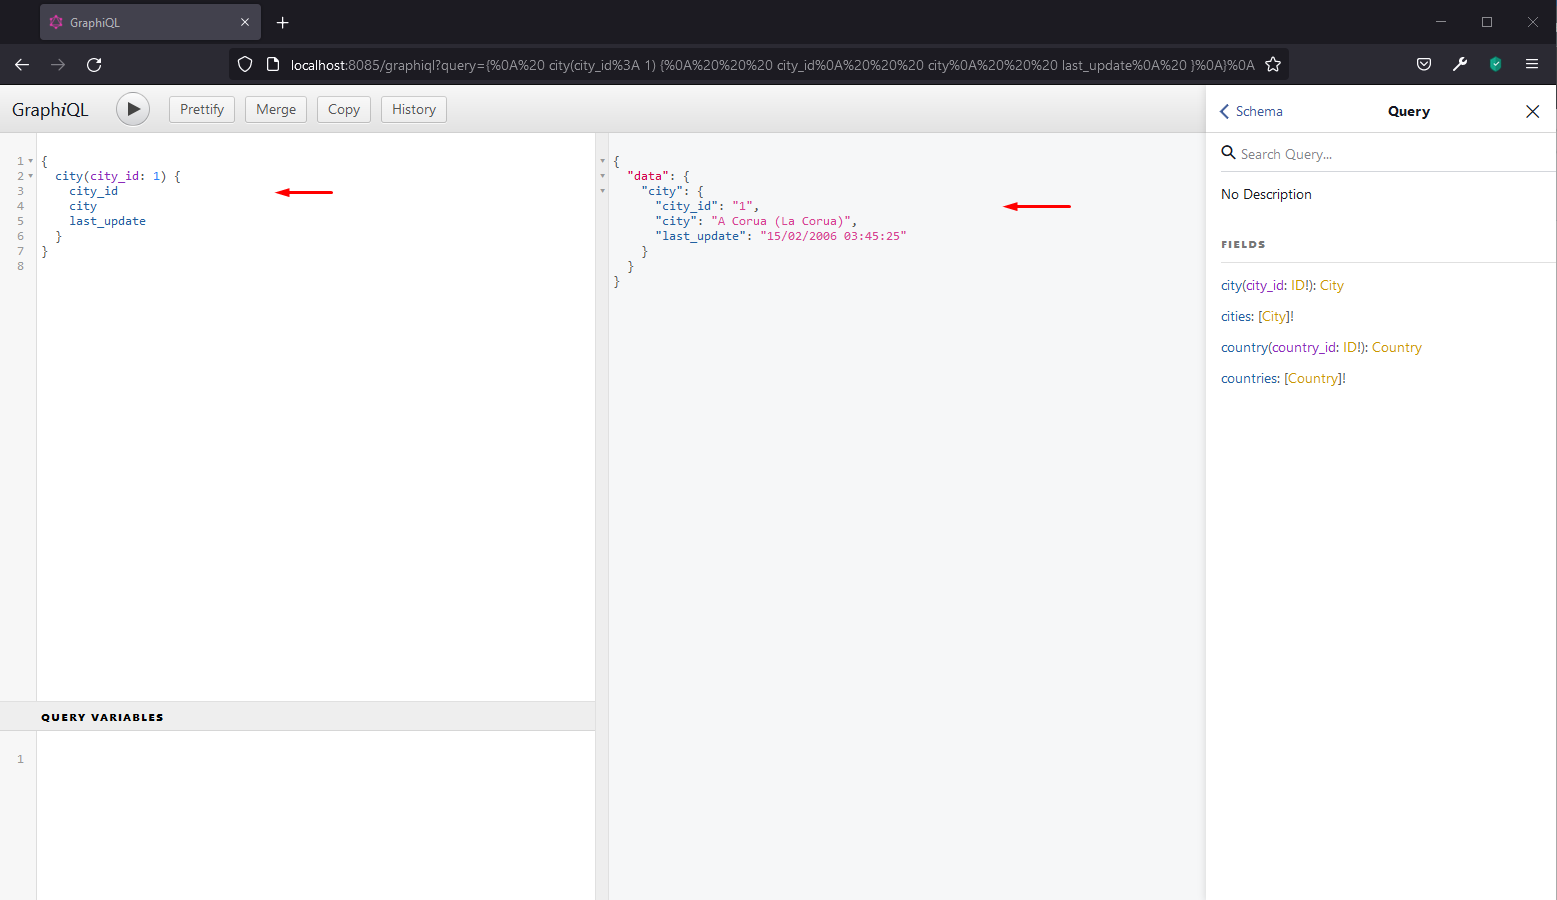 GraphiQL
localhost:8085/graphiql?query={%0A%20 city(city_id%3A 1) {%0A%20%20%20 city_id%0A%20%20%20 city%0A%20%20%20 last_update%0A%20 }%0A}%0A
GraphiQL
Prettify
Merge
Copy
History
Schema
Query
1 {
2 city(city_id: 1) {
3 city_id
4 city
5 last_update
6 }
7 }
8
{
"data": {
"city": {
"city_id": "1",
"city": "A Corua (La Corua)",
"last_update": "15/02/2006 03:45:25"
}
}
}
Search Query...
No Description
FIELDS
city(city_id: ID!): City
cities: [City]!
country(country_id: ID!): Country
countries: [Country]!
QUERY VARIABLES
1